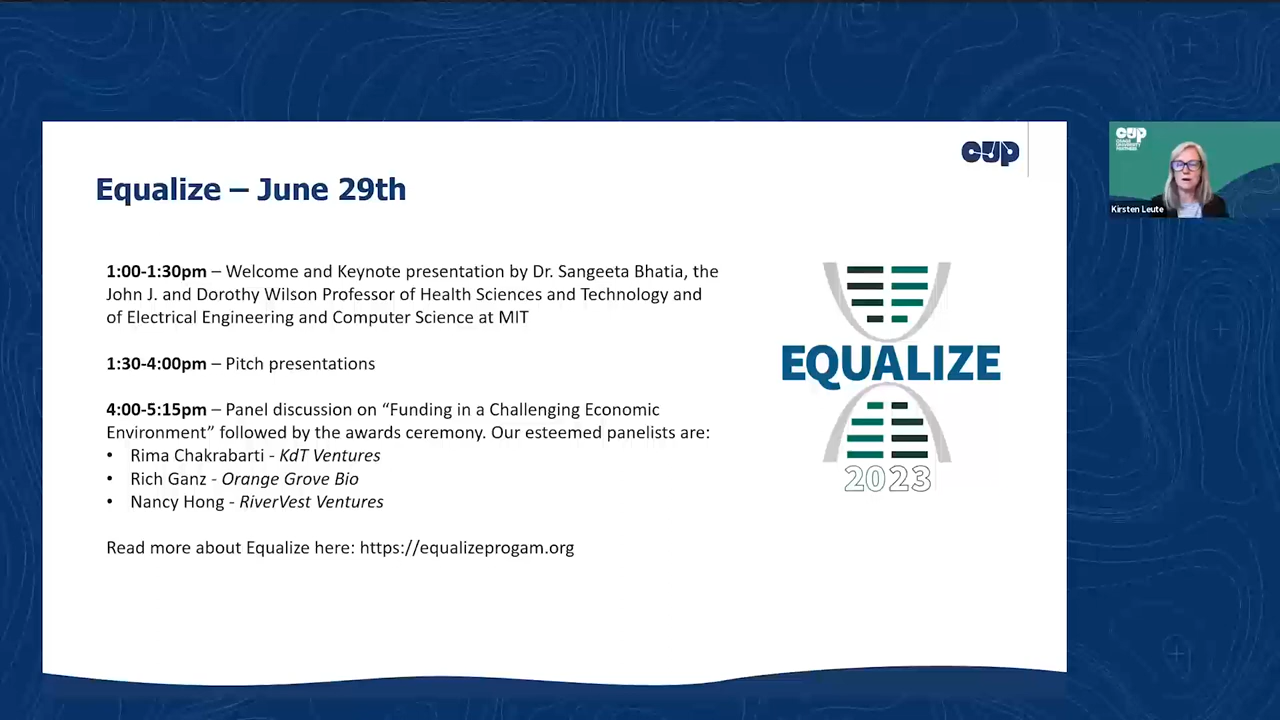 cup
Equalize – June 29th
1:00-1:30pm – Welcome and Keynote presentation by Dr. Sangeeta Bhatia, the
John J. and Dorothy Wilson Professor of Health Sciences and Technology and
of Electrical Engineering and Computer Science at MIT
1:30-4:00pm – Pitch presentations
4:00-5:15pm – Panel discussion on “Funding in a Challenging Economic
Environment” followed by the awards ceremony. Our esteemed panelists are:
• Rima Chakrabarti - KdT Ventures
• Rich Ganz - Orange Grove Bio
• Nancy Hong - RiverVest Ventures
Read more about Equalize here: https://equalizeprogam.org
EQUALIZE
2023
cup
Kirsten Leute